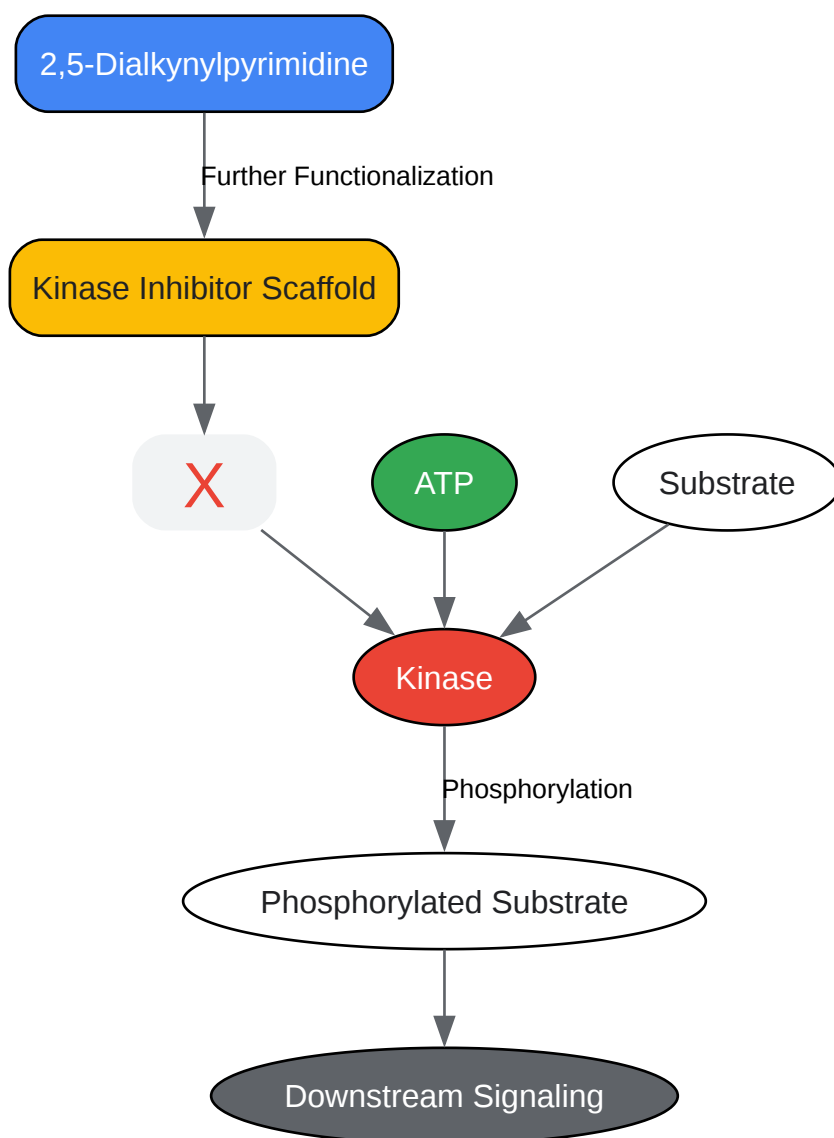 2,5-Dialkynylpyrimidine
Further Functionalization
Kinase Inhibitor Scaffold
X
ATP
Substrate
Kinase
Phosphorylation
Phosphorylated Substrate
Downstream Signaling